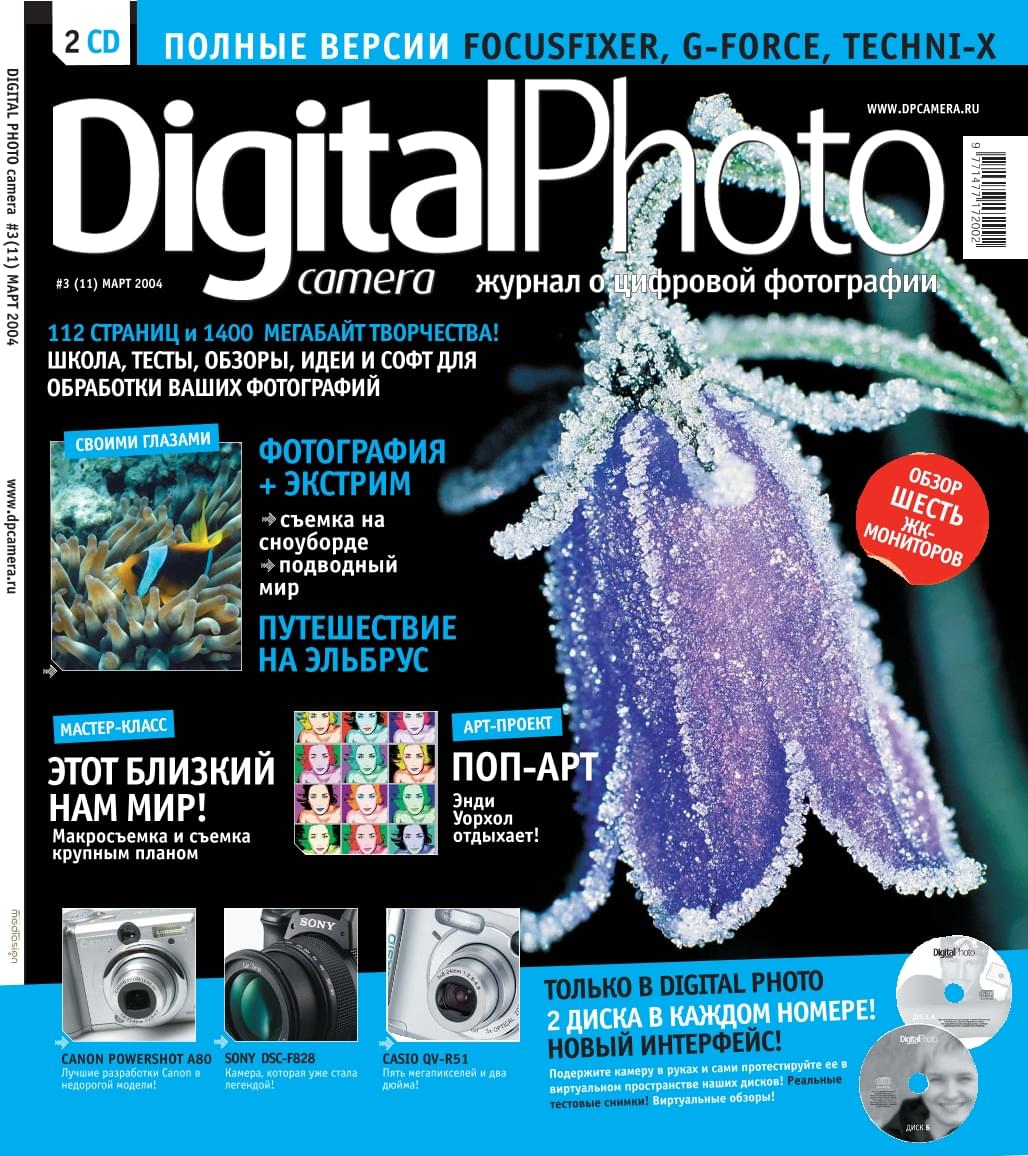 2 CD
ПОЛНЫЕ ВЕРСИИ FOCUSFIXER, G-FORCE, TECHNI-X
WWW.DPCAMERA.RU
DigitalPhoto
camera
журнал о цифровой фотографии
#3 (11) МАРТ 2004
9 771477 172002
DIGITAL PHOTO camera #3(11) МАРТ 2004
www.dpcamera.ru
mediasign
112 СТРАНИЦ и 1400 МЕГАБАЙТ ТВОРЧЕСТВА!
ШКОЛА, ТЕСТЫ, ОБЗОРЫ, ИДЕИ И СОФТ ДЛЯ
ОБРАБОТКИ ВАШИХ ФОТОГРАФИЙ
СВОИМИ ГЛАЗАМИ
ФОТОГРАФИЯ
+ ЭКСТРИМ
съемка на
сноуборде
подводный
мир
ПУТЕШЕСТВИЕ
НА ЭЛЬБРУС
ОБЗОР
ШЕСТЬ
ЖК-
МОНИТОРОВ
МАСТЕР-КЛАСС
ЭТОТ БЛИЗКИЙ
НАМ МИР!
Макросъемка и съемка
крупным планом
АРТ-ПРОЕКТ
ПОП-АРТ
Энди
Уорхол
отдыхает!
CANON
SONY
CANON POWERSHOT A80
Лучшие разработки Canon в
недорогой модели!
SONY DSC-F828
Камера, которая уже стала
легендой!
CASIO QV-R51
Пять мегапикселей и два
дюйма!
ТОЛЬКО В DIGITAL PHOTO
2 ДИСКА В КАЖДОМ НОМЕРЕ!
НОВЫЙ ИНТЕРФЕЙС!
Подержите камеру в руках и сами протестируйте ее в
виртуальном пространстве наших дисков! Реальные
тестовые снимки! Виртуальные обзоры!
DigitalPhoto
ДИСК А
DigitalPhoto
ДИСК Б